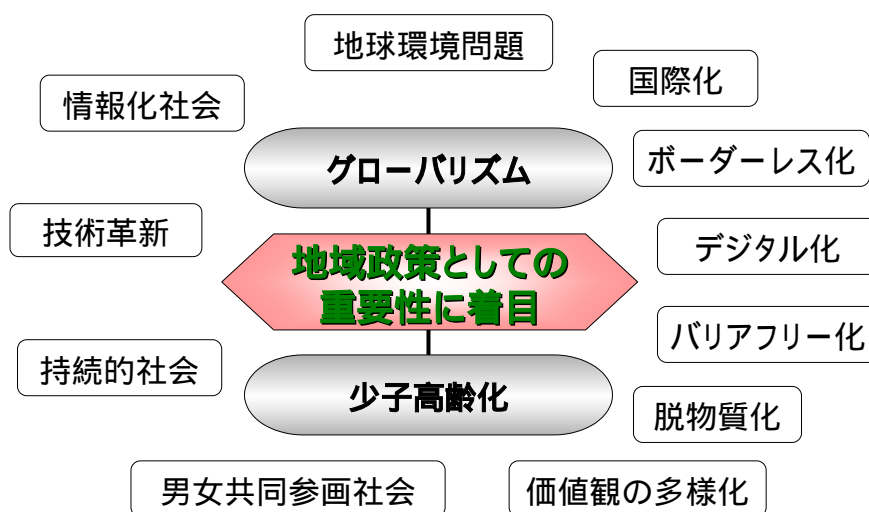 地球環境問題
国際化
情報化社会
ボーダーレス化
グローバリズム
技術革新
デジタル化
地域政策としての
重要性に着目
バリアフリー化
持続的社会
少子高齢化
脱物質化
男女共同参画社会
価値観の多様化